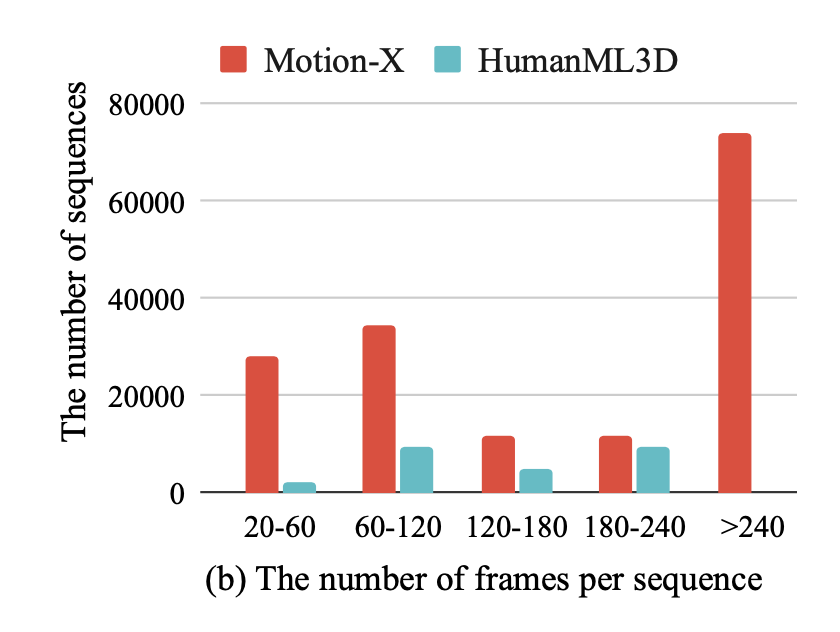 Motion-X HumanML3D
The number of sequences
80000
60000
40000
20000
0
20-60 60-120 120-180 180-240 >240
(b) The number of frames per sequence